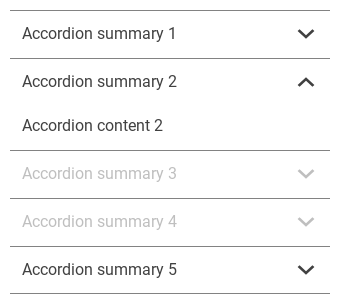 Accordion summary 1
Accordion summary 2
Accordion content 2
Accordion summary 3
Accordion summary 4
Accordion summary 5